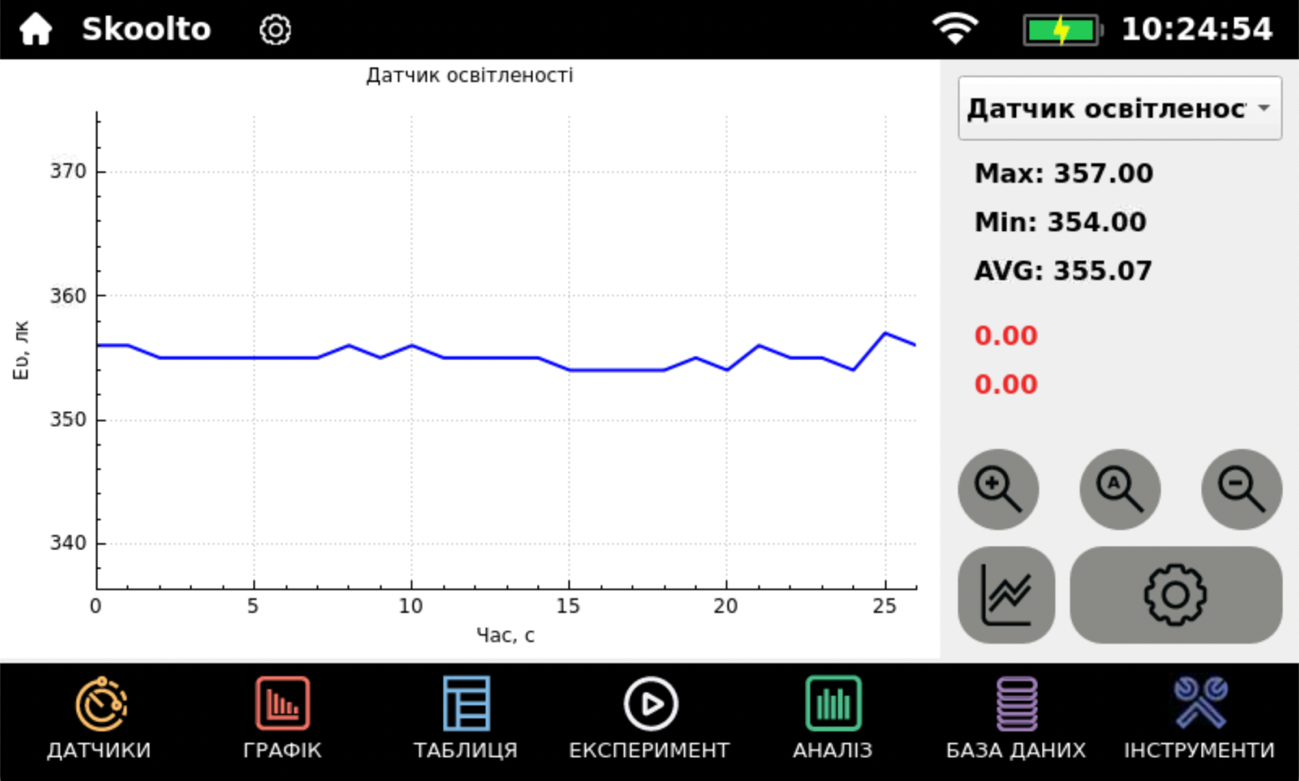 Skoolto
10:24:54
Датчик освітленості
370
360
350
340
Eʋ, лк
0 5 10 15 20 25
Час, с
Датчик освітленос
Max: 357.00
Min: 354.00
AVG: 355.07
0.00
0.00
A
ДАТЧИКИ ГРАФІК ТАБЛИЦЯ ЕКСПЕРИМЕНТ АНАЛІЗ БАЗА ДАНИХ ІНСТРУМЕНТИ